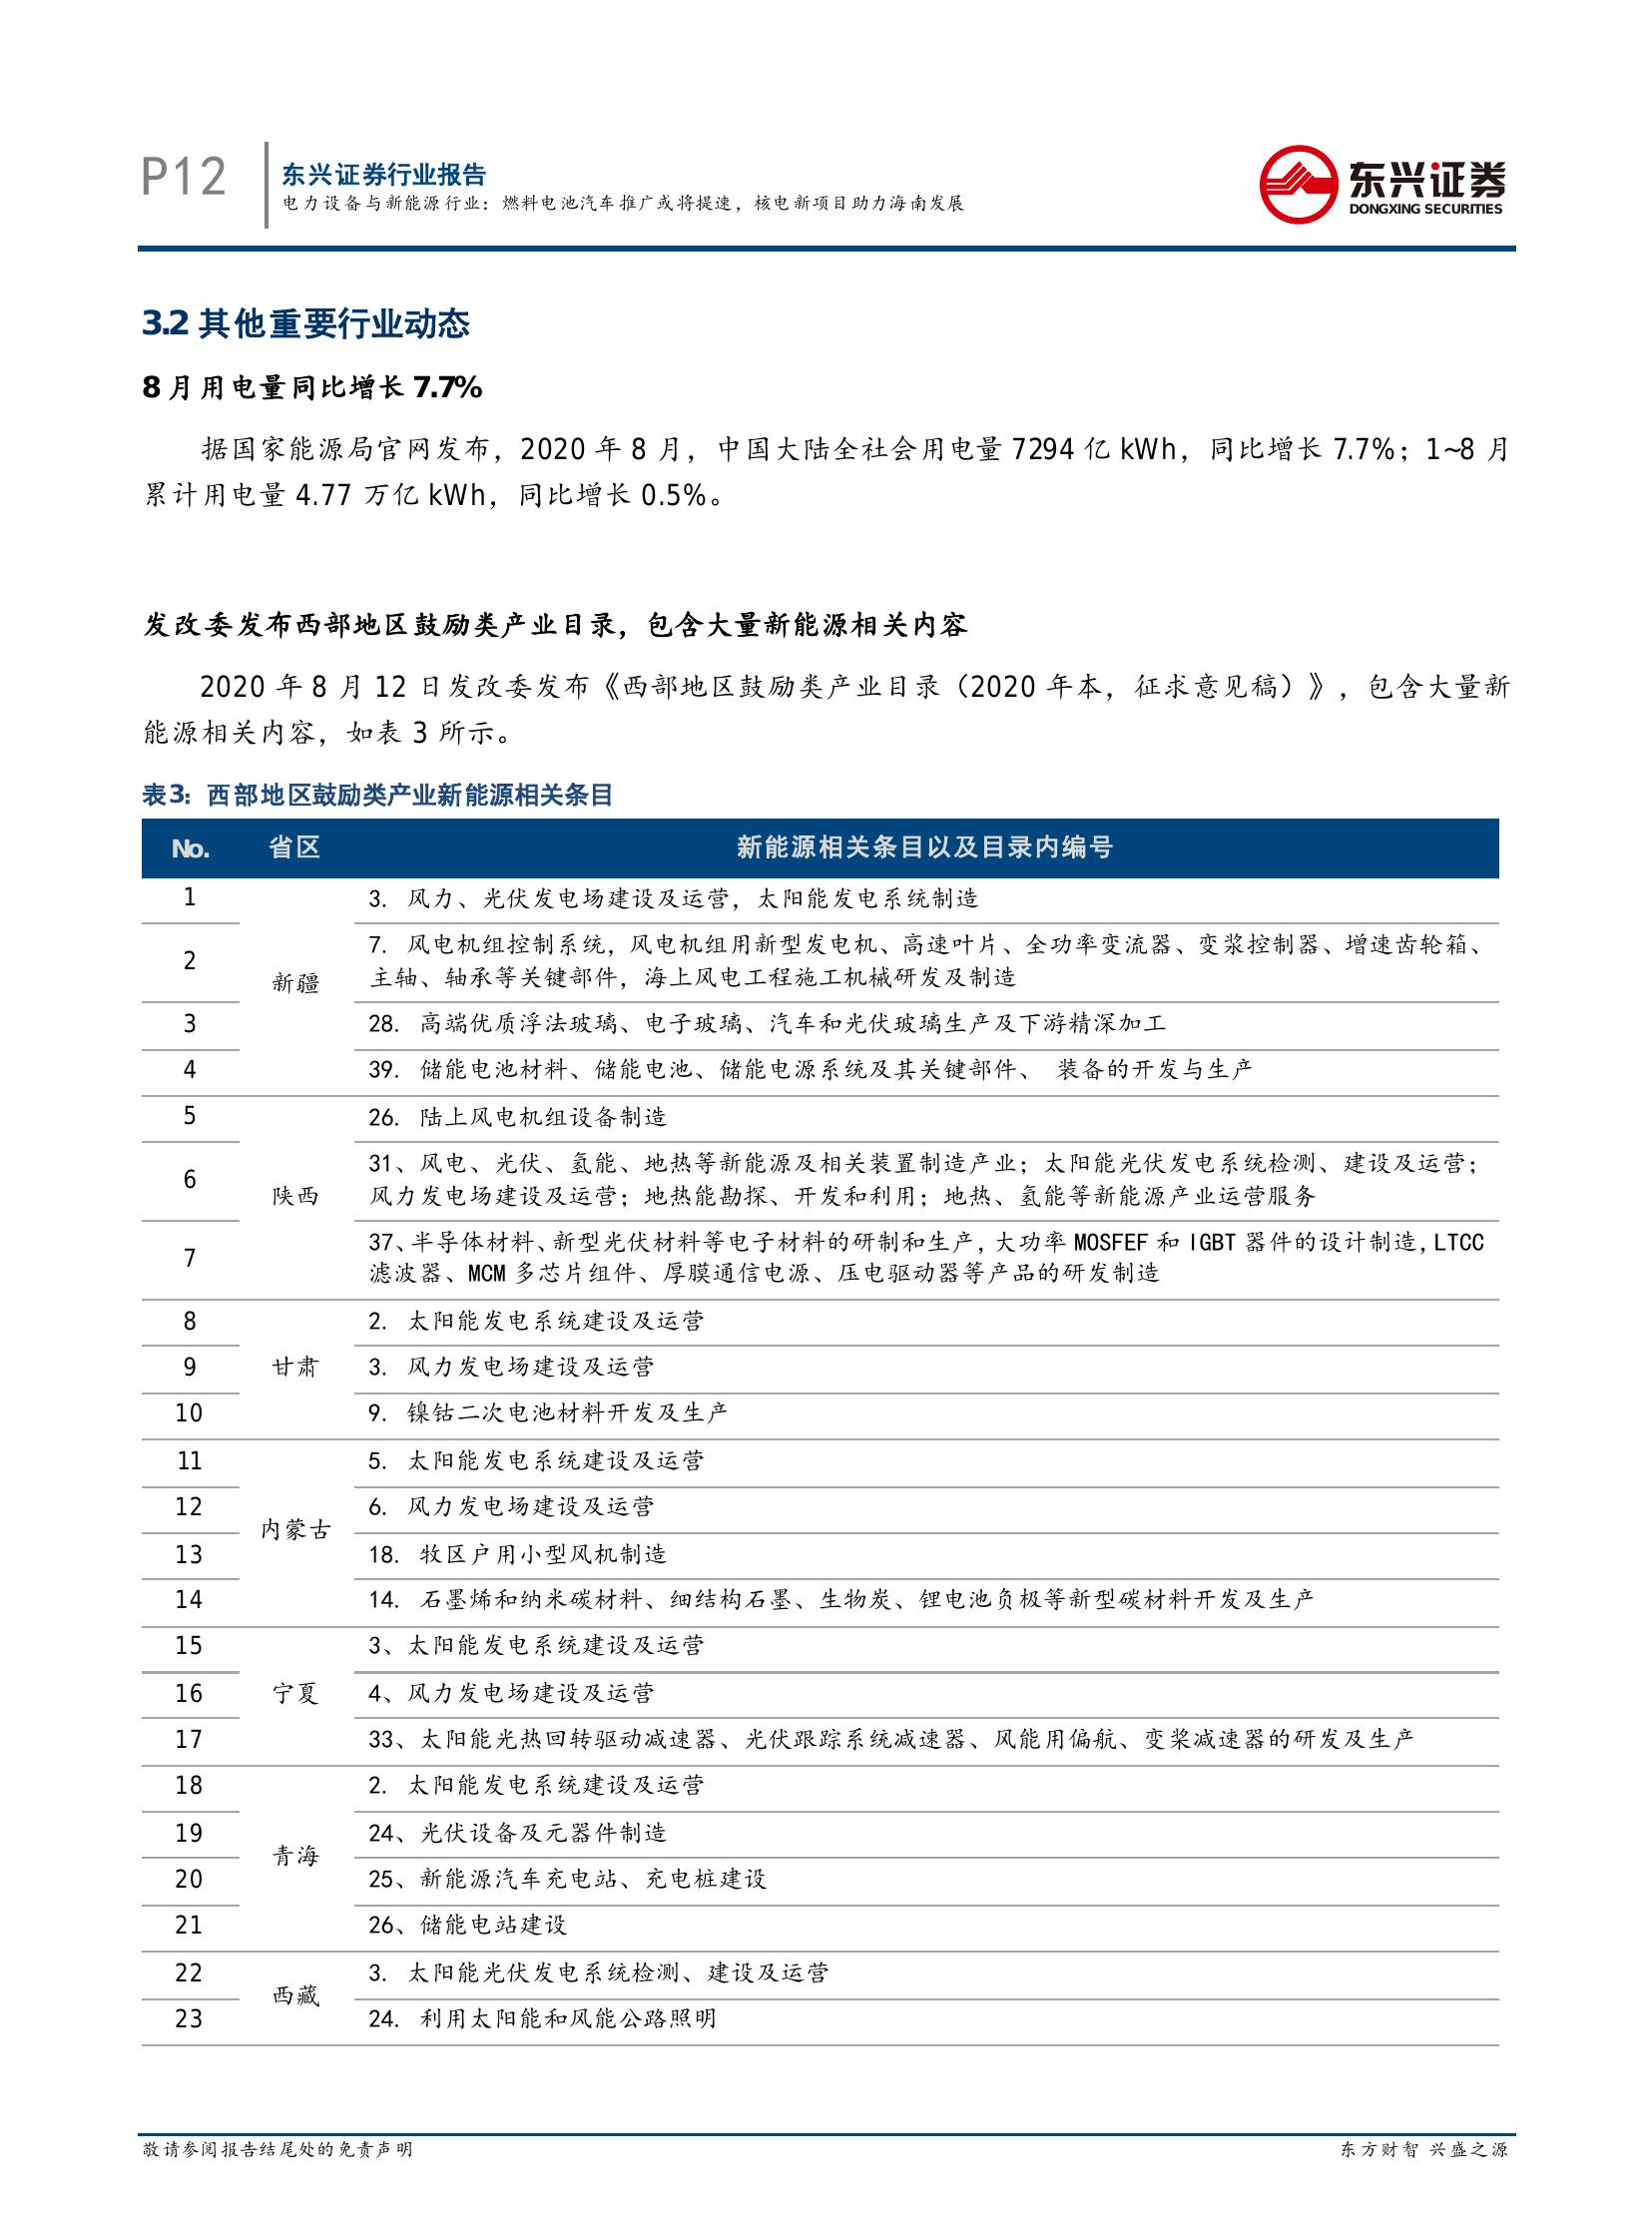 P12
东兴证券行业报告
电力设备与新能源行业：燃料电池汽车推广或将提速，核电新项目助力海南发展
东兴证券
DONGXING SECURITIES
3.2 其他重要行业动态
8 月用电量同比增长 7.7%
据国家能源局官网发布，2020 年 8 月，中国大陆全社会用电量 7294 亿 kWh，同比增长 7.7%；1~8 月
累计用电量 4.77 万亿 kWh，同比增长 0.5%。
发改委发布西部地区鼓励类产业目录，包含大量新能源相关内容
2020 年 8 月 12 日发改委发布《西部地区鼓励类产业目录（2020 年本，征求意见稿）》，包含大量新
能源相关内容，如表 3 所示。
表3：西部地区鼓励类产业新能源相关条目
No. 省区 新能源相关条目以及目录内编号
1 3. 风力、光伏发电场建设及运营，太阳能发电系统制造
2 7. 风电机组控制系统，风电机组用新型发电机、高速叶片、全功率变流器、变浆控制器、增速齿轮箱、
主轴、轴承等关键部件，海上风电工程施工机械研发及制造
新疆
3 28. 高端优质浮法玻璃、电子玻璃、汽车和光伏玻璃生产及下游精深加工
4 39. 储能电池材料、储能电池、储能电源系统及其关键部件、 装备的开发与生产
5 26. 陆上风电机组设备制造
6 31、风电、光伏、氢能、地热等新能源及相关装置制造产业；太阳能光伏发电系统检测、建设及运营；
陕西 风力发电场建设及运营；地热能勘探、开发和利用；地热、氢能等新能源产业运营服务
7 37、半导体材料、新型光伏材料等电子材料的研制和生产，大功率 MOSFEF 和 IGBT 器件的设计制造，LTCC
滤波器、MCM 多芯片组件、厚膜通信电源、压电驱动器等产品的研发制造
8 2. 太阳能发电系统建设及运营
9 甘肃 3. 风力发电场建设及运营
10 9. 镍钴二次电池材料开发及生产
11 5. 太阳能发电系统建设及运营
12 6. 风力发电场建设及运营
内蒙古
13 18. 牧区户用小型风机制造
14 14. 石墨烯和纳米碳材料、细结构石墨、生物炭、锂电池负极等新型碳材料开发及生产
15 3、太阳能发电系统建设及运营
16 宁夏 4、风力发电场建设及运营
17 33、太阳能光热回转驱动减速器、光伏跟踪系统减速器、风能用偏航、变桨减速器的研发及生产
18 2. 太阳能发电系统建设及运营
19 24、光伏设备及元器件制造
青海
20 25、新能源汽车充电站、充电桩建设
21 26、储能电站建设
22 3. 太阳能光伏发电系统检测、建设及运营
西藏
23 24. 利用太阳能和风能公路照明
敬请参阅报告结尾处的免责声明 东方财智 兴盛之源